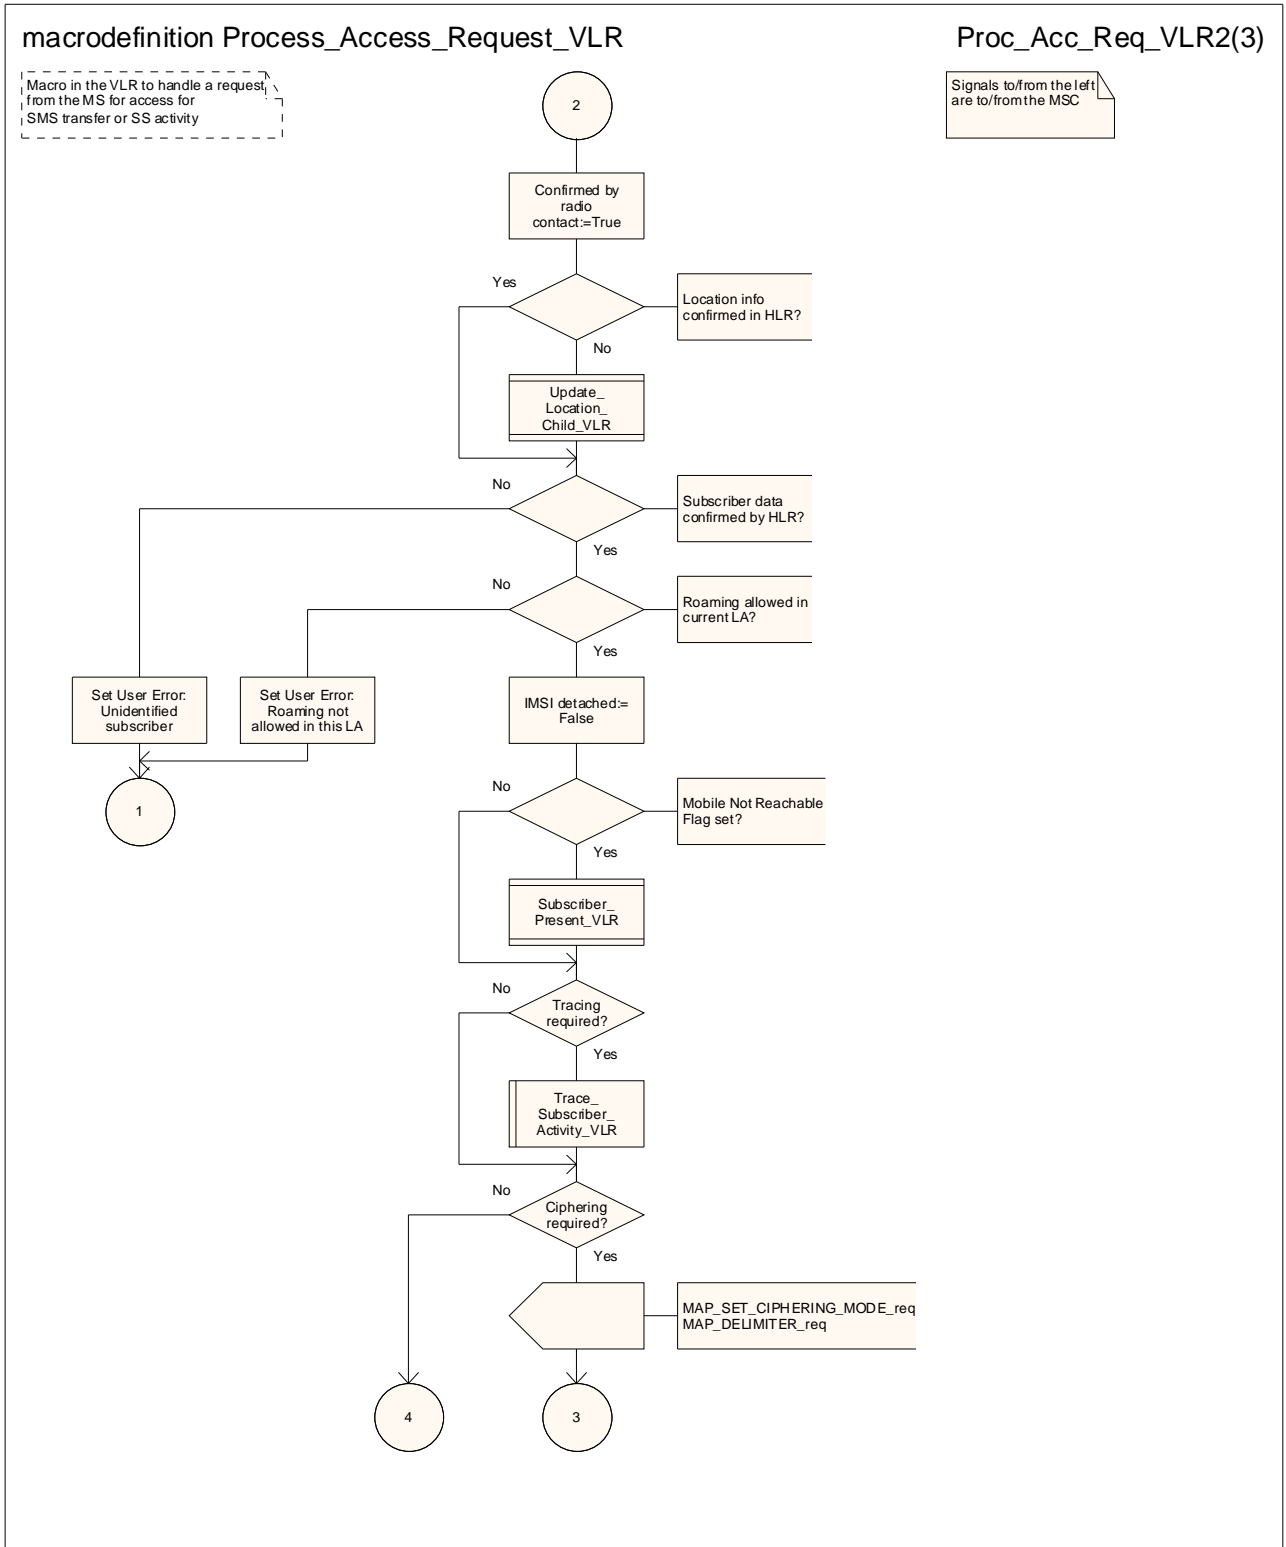 macrodefinition Process_Access_Request_VLR
Proc_Acc_Req_VLR2(3)
Macro in the VLR to handle a request
from the MS for access for
SMS transfer or SS activity
2
Signals to/from the left
are to/from the MSC
Confirmed by
radio
contact:=True
Yes
Location info
confirmed in HLR?
No
Update_
Location_
Child_VLR
No
Subscriber data
confirmed by HLR?
Yes
No
Roaming allowed in
current LA?
Yes
Set User Error:
Unidentified
subscriber
Set User Error:
Roaming not
allowed in this LA
IMSI detached:=
False
1
No
Mobile Not Reachable
Flag set?
Yes
Subscriber_
Present_VLR
No
Tracing
required?
Yes
Trace_
Subscriber_
Activity_VLR
No
Ciphering
required?
Yes
MAP_SET_CIPHERING_MODE_req
MAP_DELIMITER_req
4
3